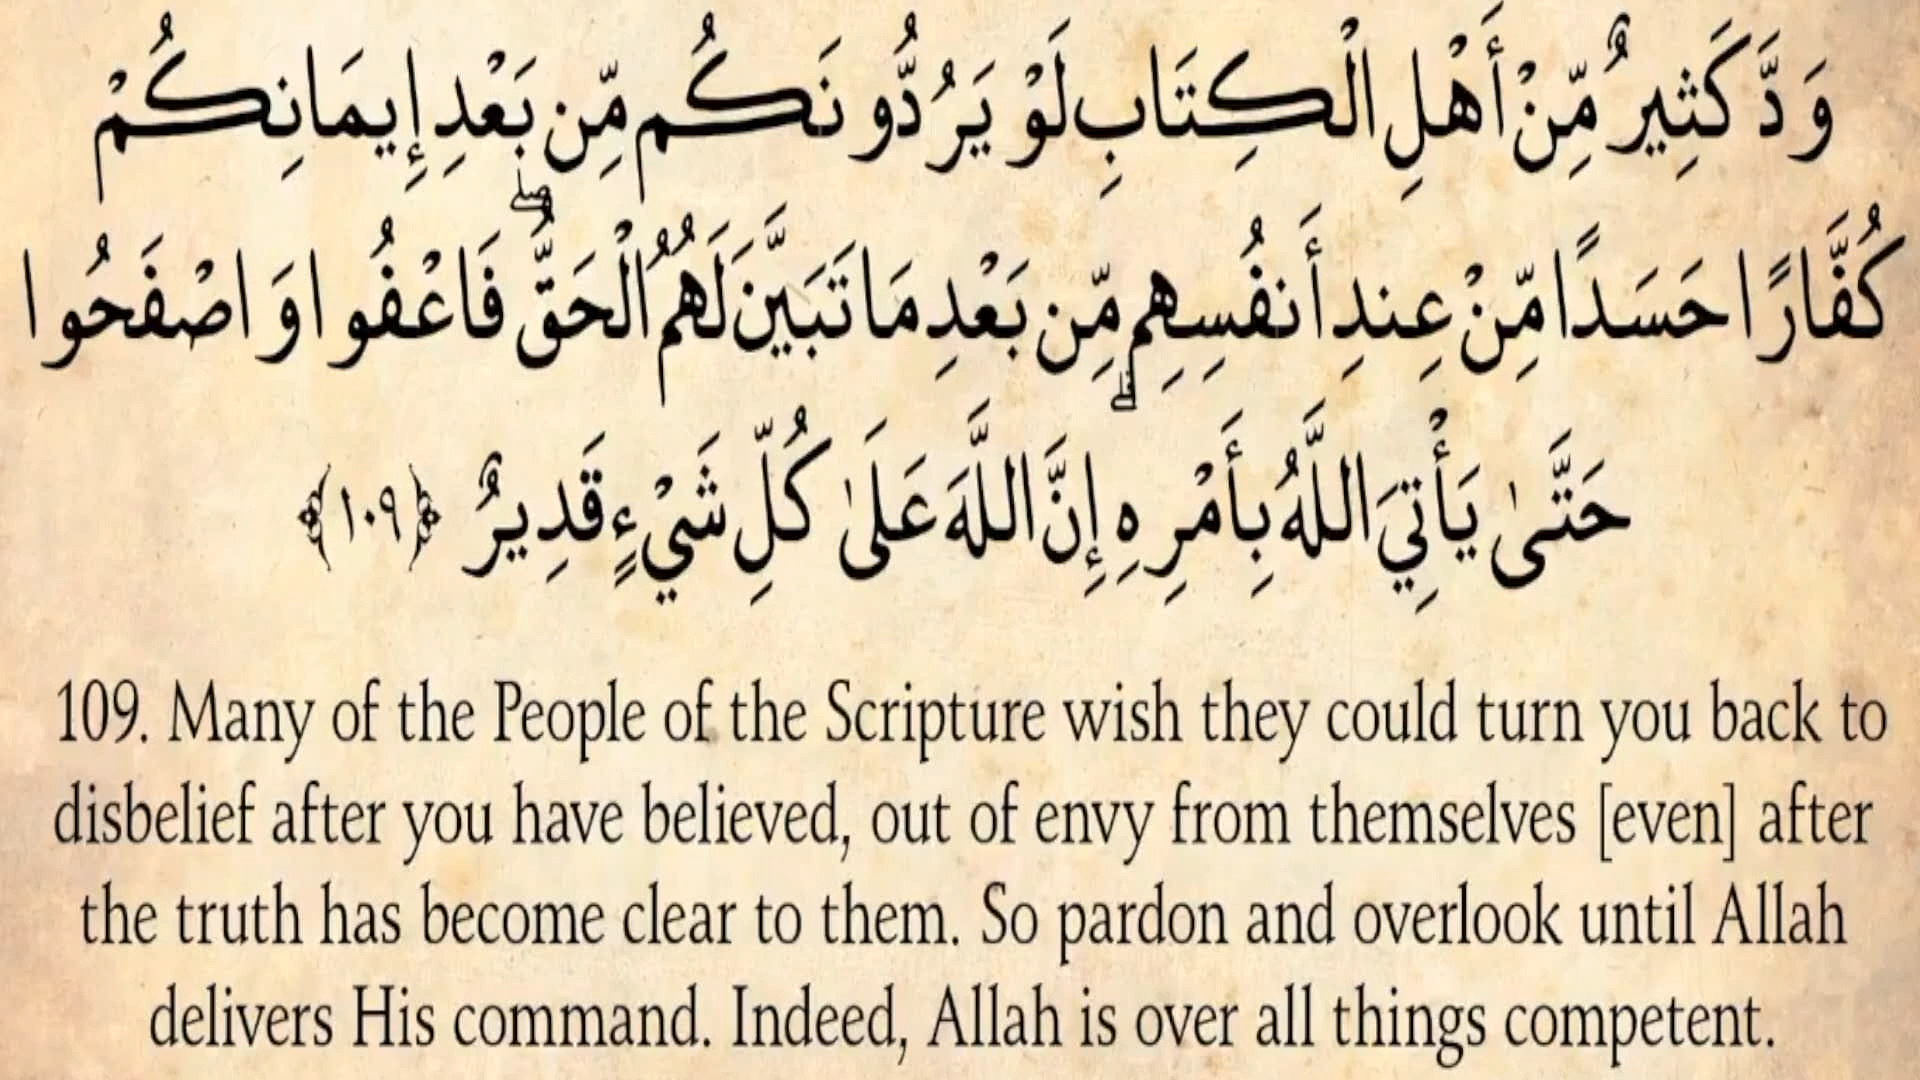 وَدَّ كَثِيرٌ مِّنْ أَهْلِ الْكِتَابِ لَوْ يَرُدُّونَكُم مِّن بَعْدِ إِيمَانِكُمْ
كُفَّارًا حَسَدًا مِّنْ عِندِ أَنفُسِهِم مِّن بَعْدِ مَا تَبَيَّنَ لَهُمُ الْحَقُّ ۖ فَاعْفُوا وَاصْفَحُوا
حَتَّىٰ يَأْتِيَ اللَّهُ بِأَمْرِهِ ۗ إِنَّ اللَّهَ عَلَىٰ كُلِّ شَيْءٍ قَدِيرٌ ﴿١٠٩﴾
109. Many of the People of the Scripture wish they could turn you back to
disbelief after you have believed, out of envy from themselves [even] after
the truth has become clear to them. So pardon and overlook until Allah
delivers His command. Indeed, Allah is over all things competent.